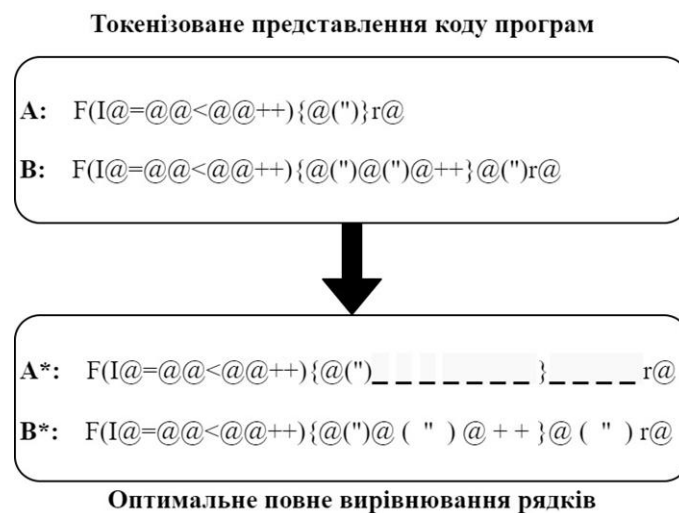 Токенізоване представлення коду програм
A: F(I@=@@<@@++){@(")}r@
B: F(I@=@@<@@++){@(")@(")@++}@(")r@
A*: F(I@=@@<@@++){@(")_ _ _ _ _ _ _}_ _ _ _ r@
B*: F(I@=@@<@@++){@(")@ ( " ) @ + + }@ ( " ) r@
Оптимальне повне вирівнювання рядків